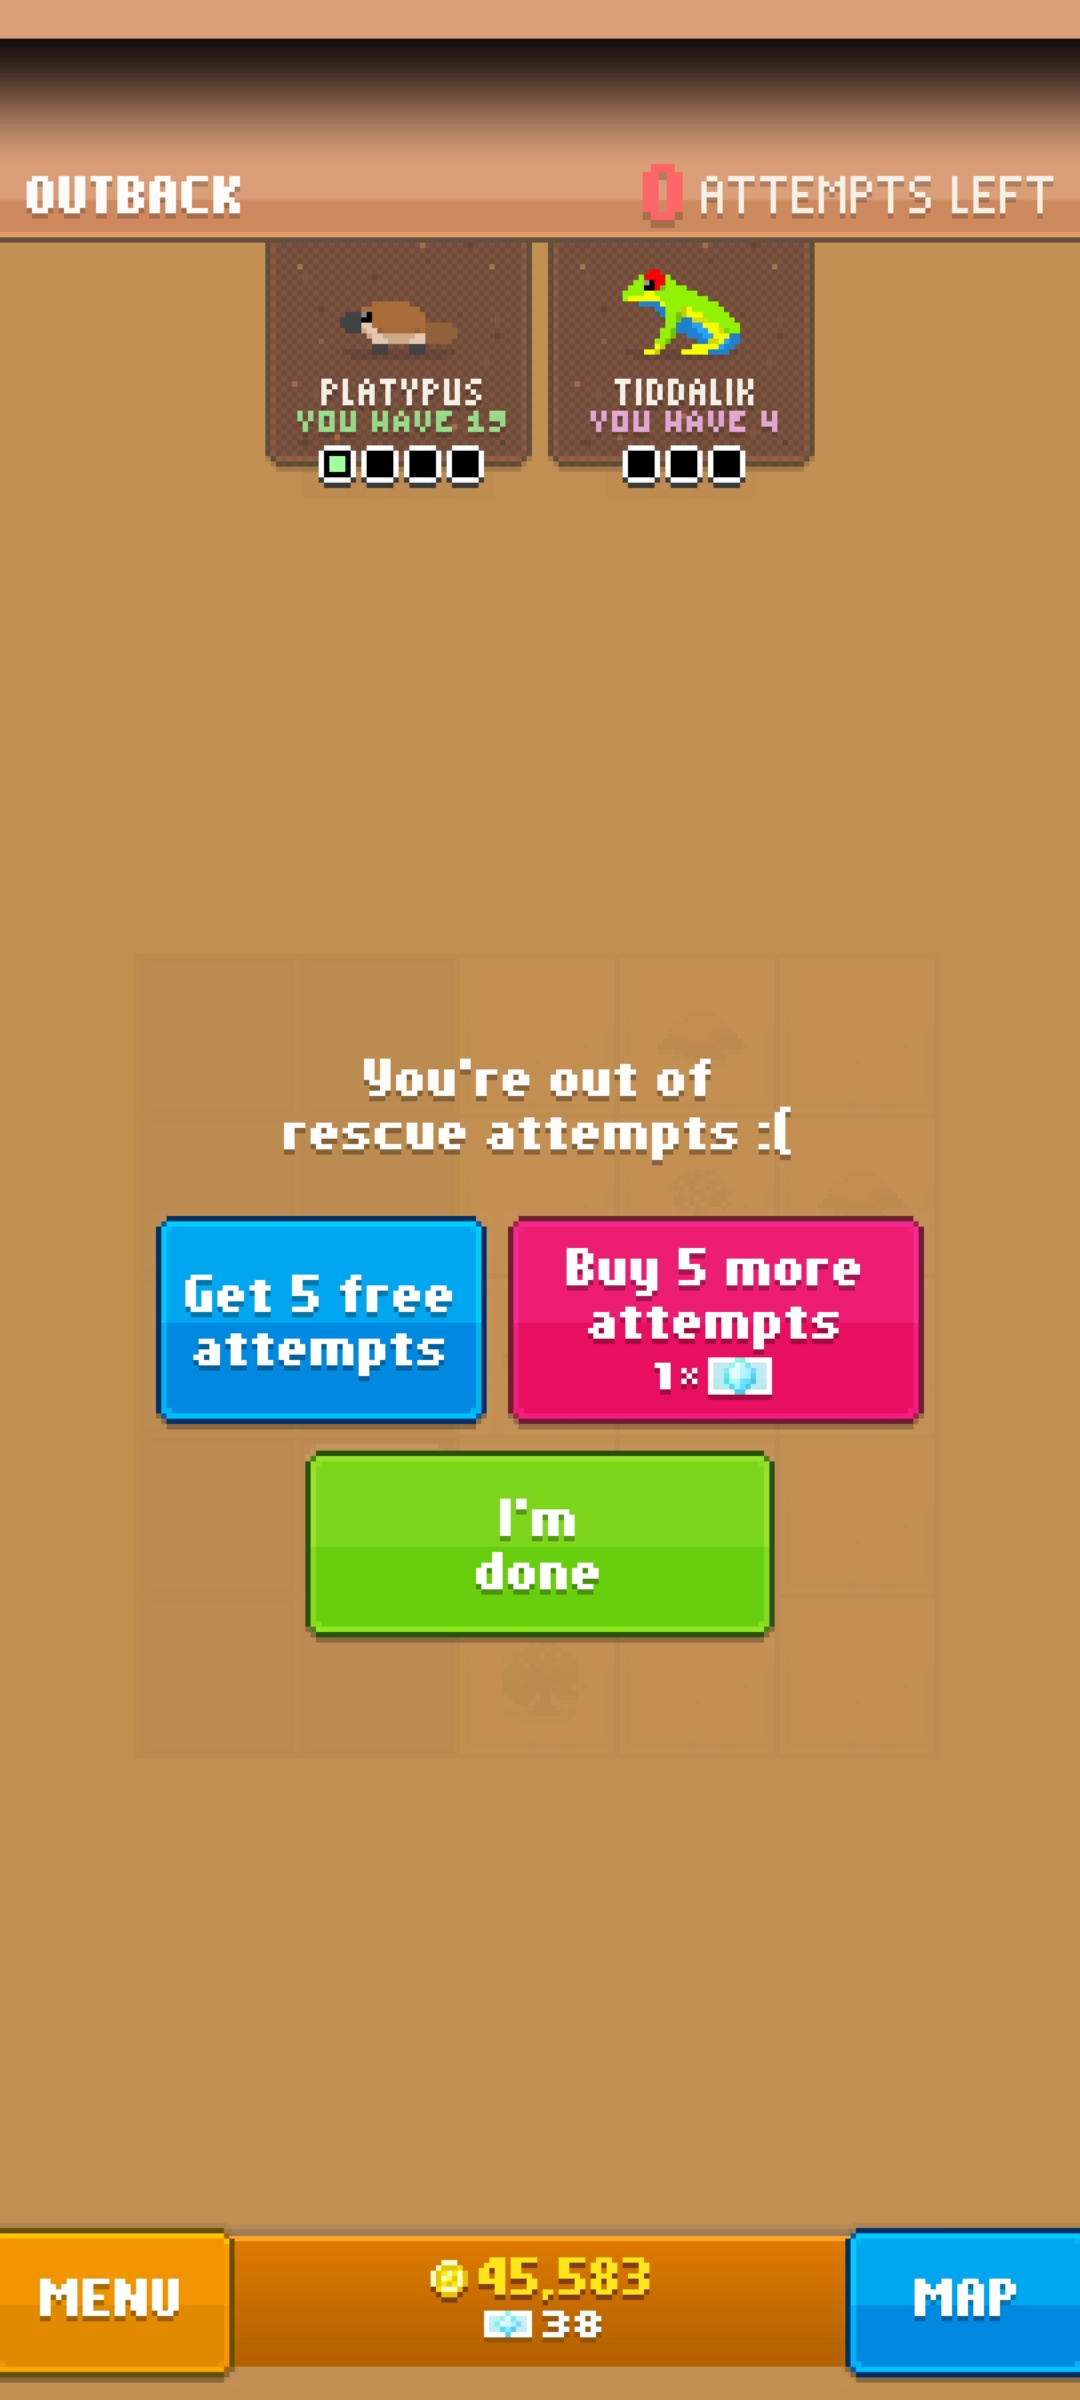 OUTBACK
0 ATTEMPTS LEFT
PLATYPUS
YOU HAVE 19
TIDDALIK
YOU HAVE 4
You're out of
rescue attempts :(
Get 5 free
attempts
Buy 5 more
attempts
1×
I'm
done
MENU
45,583
38
MAP